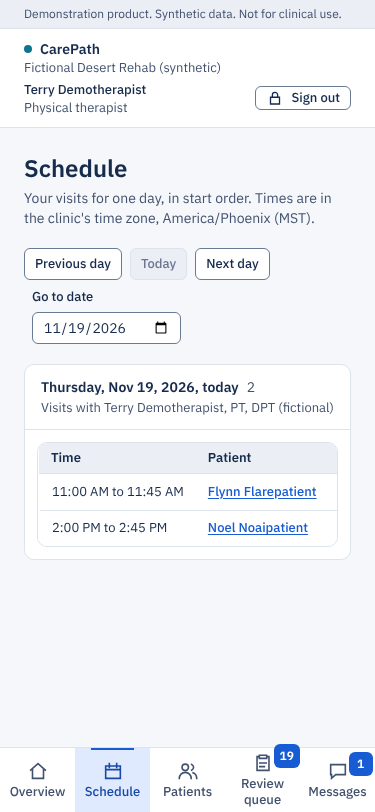 Demonstration product. Synthetic data. Not for clinical use.
CarePath
Fictional Desert Rehab (synthetic)
Terry Demotherapist
Physical therapist
Sign out
Schedule
Your visits for one day, in start order. Times are in
the clinic's time zone, America/Phoenix (MST).
Previous day
Today
Next day
Go to date
11/19/2026
Thursday, Nov 19, 2026, today 2
Visits with Terry Demotherapist, PT, DPT (fictional)
Time Patient
11:00 AM to 11:45 AM Flynn Flarepatient
2:00 PM to 2:45 PM Noel Noaipatient
Overview
Schedule
Patients
19
Review
queue
1
Messages